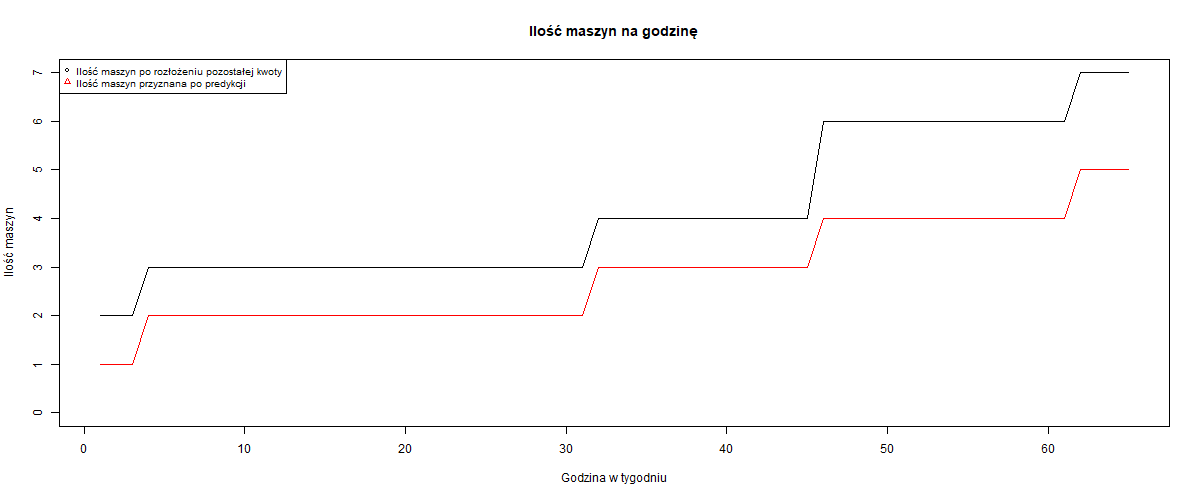 Ilość maszyn na godzinę
Ilość maszyn po rozłożeniu pozostałej kwoty
Ilość maszyn przyznana po predykcji
Ilość maszyn
7
6
5
4
3
2
1
0
0 10 20 30 40 50 60
Godzina w tygodniu